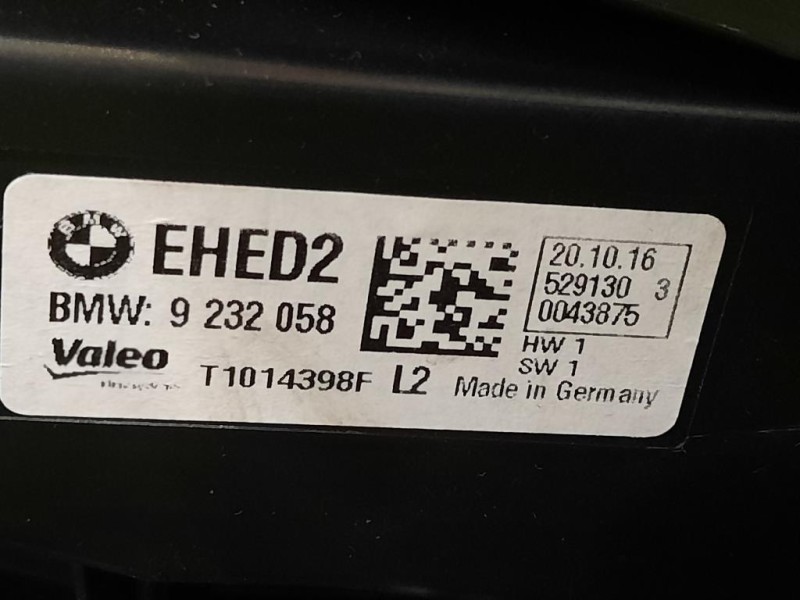 BMW
EHED2
BMW: 9 232 058
Valeo
T1014398F L2
20.10.16
529130 3
0043875
HW 1
SW 1
Made in Germany